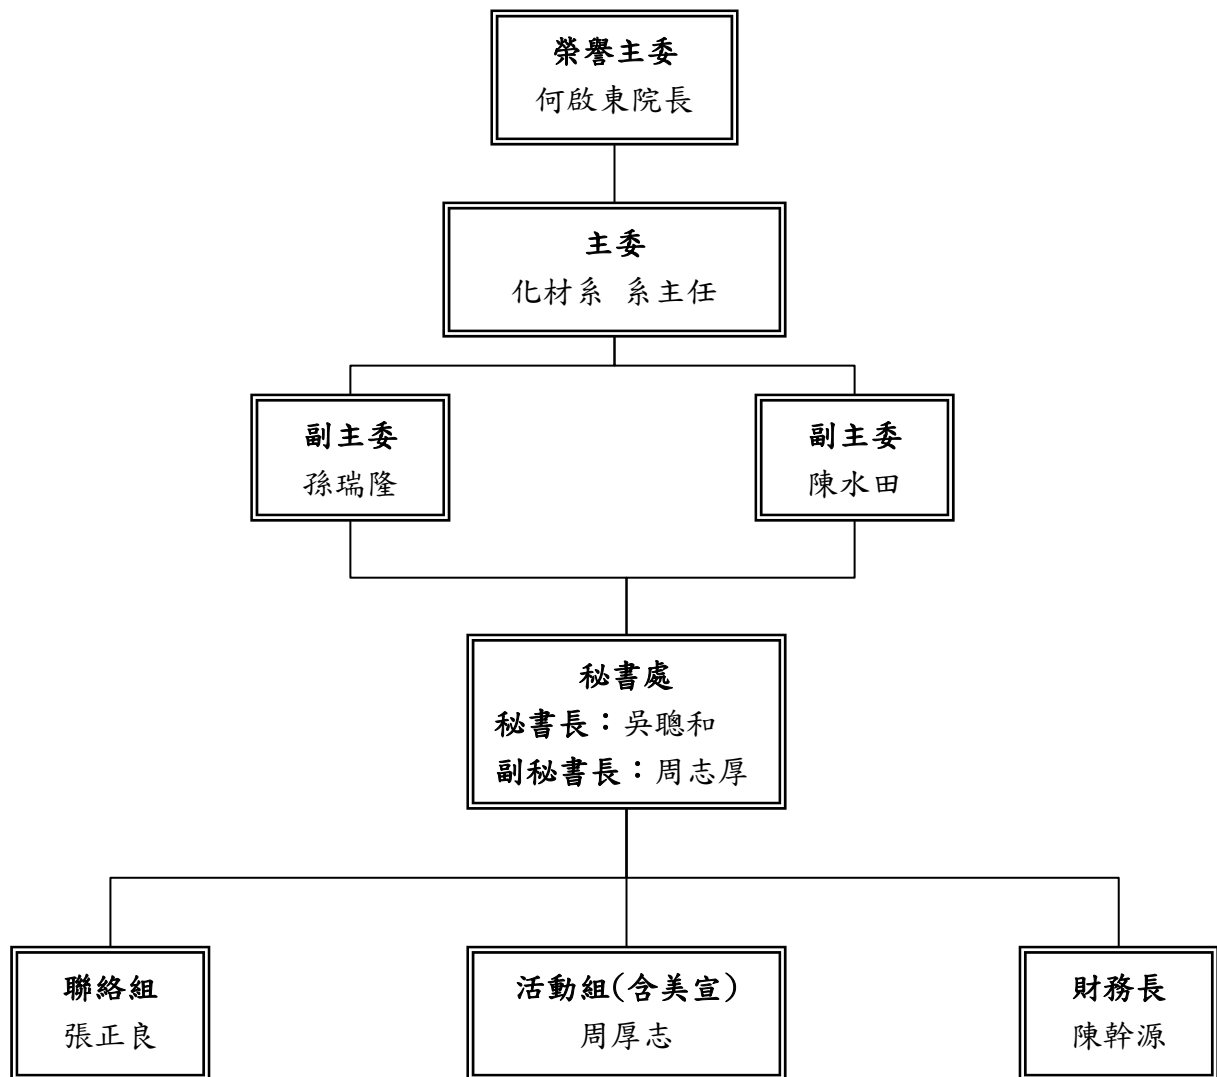 榮譽主委
何啟東院長
主委
化材系 系主任
副主委
孫瑞隆
副主委
陳水田
秘書處
秘書長：吳聰和
副秘書長：周志厚
聯絡組
張正良
活動組(含美宣)
周厚志
財務長
陳幹源